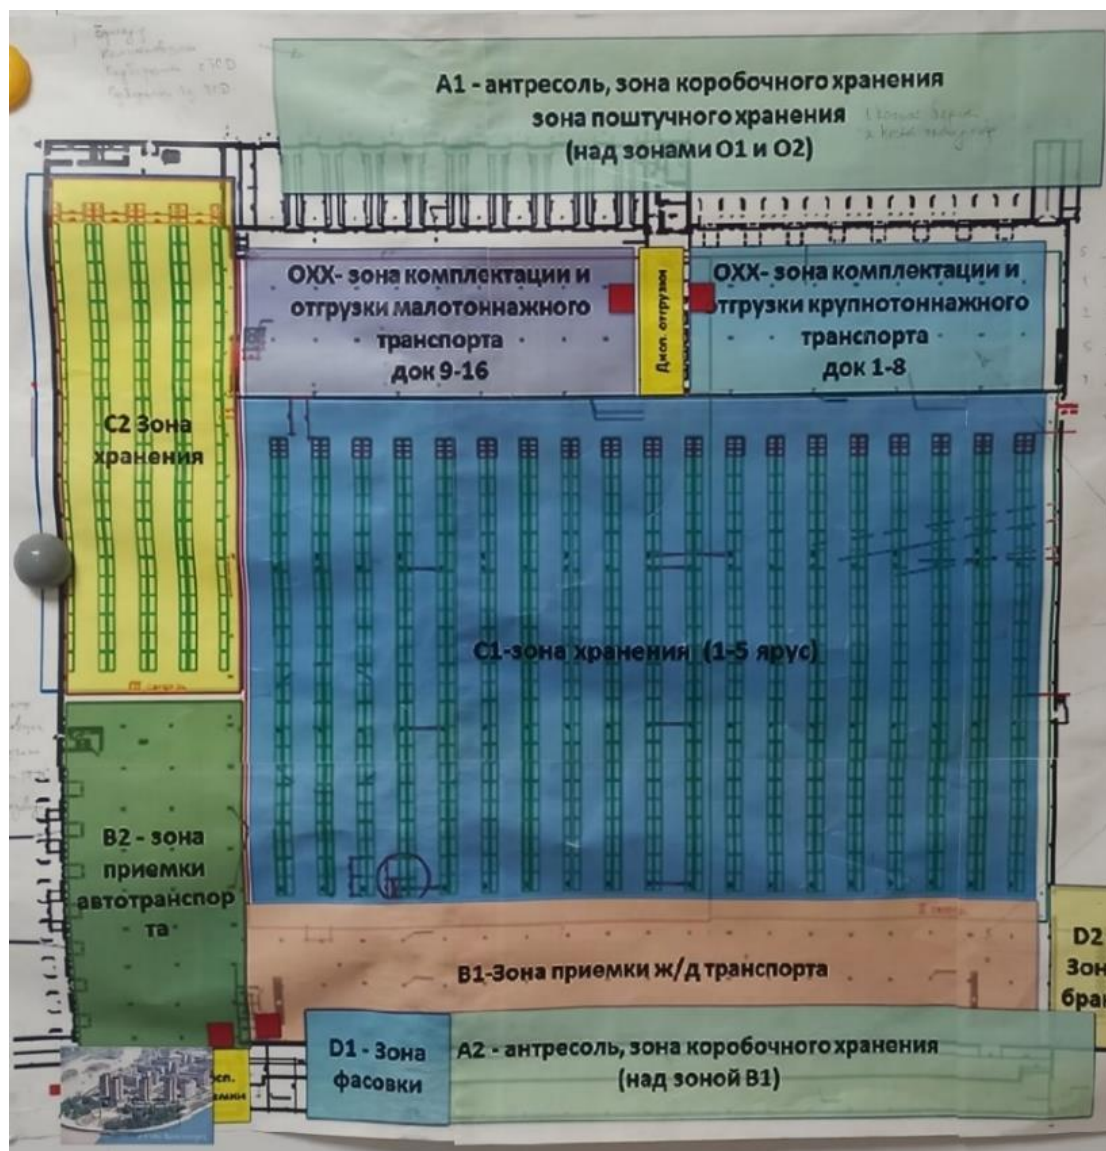 А1 - антресоль, зона коробочного хранения
зона поштучного хранения
(над зонами О1 и О2)
ОХХ- зона комплектации и
отгрузки малотоннажного
транспорта
док 9-16
Дисп. отгрузки
ОХХ- зона комплектации и
отгрузки крупнотоннажного
транспорта
док 1-8
С2 Зона
хранения
С1-зона хранения (1-5 ярус)
В2 - зона
приемки
автотранспор
та
В1-Зона приемки ж/д транспорта
D2
Зон
бра
D1 - Зона
фасовки
А2 - антресоль, зона коробочного хранения
(над зоной В1)